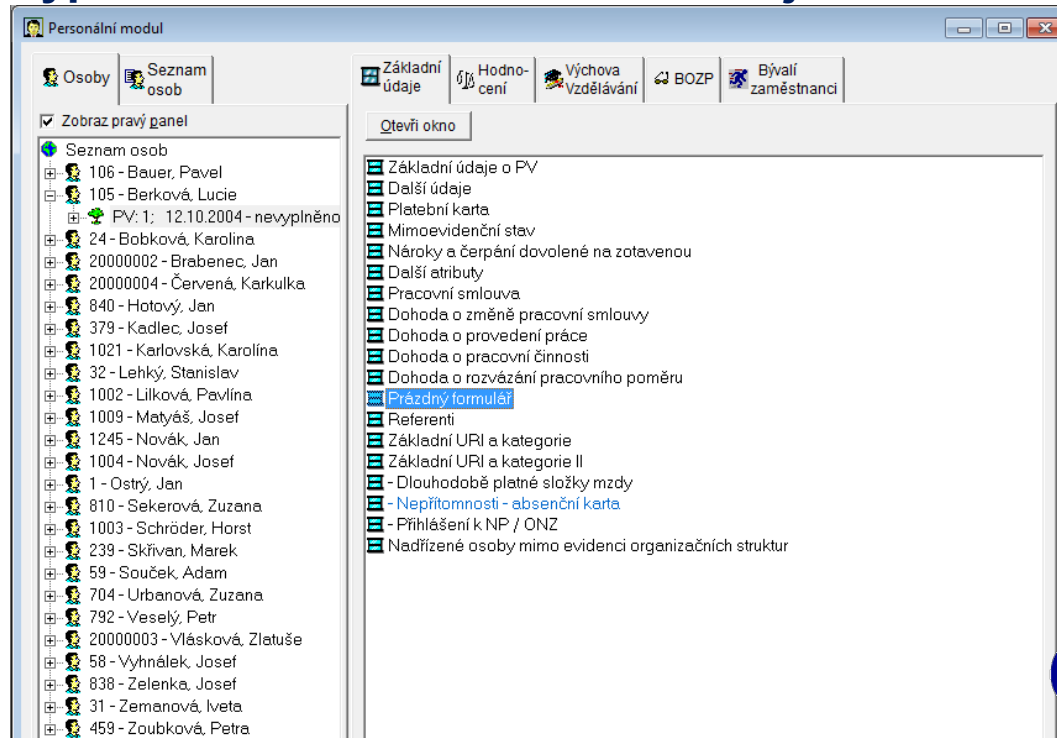 Personální modul
Osoby
Seznam
osob
Základní
údaje
Hodno-
cení
Výchova
Vzdělávání
BOZP
Bývalí
zaměstnanci
Zobraz pravý panel
Otevři okno
Seznam osob
106 - Bauer, Pavel
105 - Berková, Lucie
PV: 1; 12.10.2004 - nevyplněno
24 - Bobková, Karolina
20000002 - Brabenec, Jan
20000004 - Červená, Karkulka
840 - Hotový, Jan
379 - Kadlec, Josef
1021 - Karlovská, Karolína
32 - Lehký, Stanislav
1002 - Lilková, Pavlína
1009 - Matyáš, Josef
1245 - Novák, Jan
1004 - Novák, Josef
1 - Ostrý, Jan
810 - Sekerová, Zuzana
1003 - Schröder, Horst
239 - Skřivan, Marek
59 - Souček, Adam
704 - Urbanová, Zuzana
792 - Veselý, Petr
20000003 - Vlásková, Zlatuše
58 - Vyhnálek, Josef
838 - Zelenka, Josef
31 - Zemanová, Iveta
459 - Zoubková, Petra
Základní údaje o PV
Další údaje
Platební karta
Mimoevidenční stav
Nároky a čerpání dovolené na zotavenou
Další atributy
Pracovní smlouva
Dohoda o změně pracovní smlouvy
Dohoda o provedení práce
Dohoda o pracovní činnosti
Dohoda o rozvázání pracovního poměru
Prázdný formulář
Referenti
Základní URI a kategorie
Základní URI a kategorie II
- Dlouhodobě platné složky mzdy
- Nepřítomnosti - absenční karta
- Přihlášení k NP / ONZ
Nadřízené osoby mimo evidenci organizačních struktur